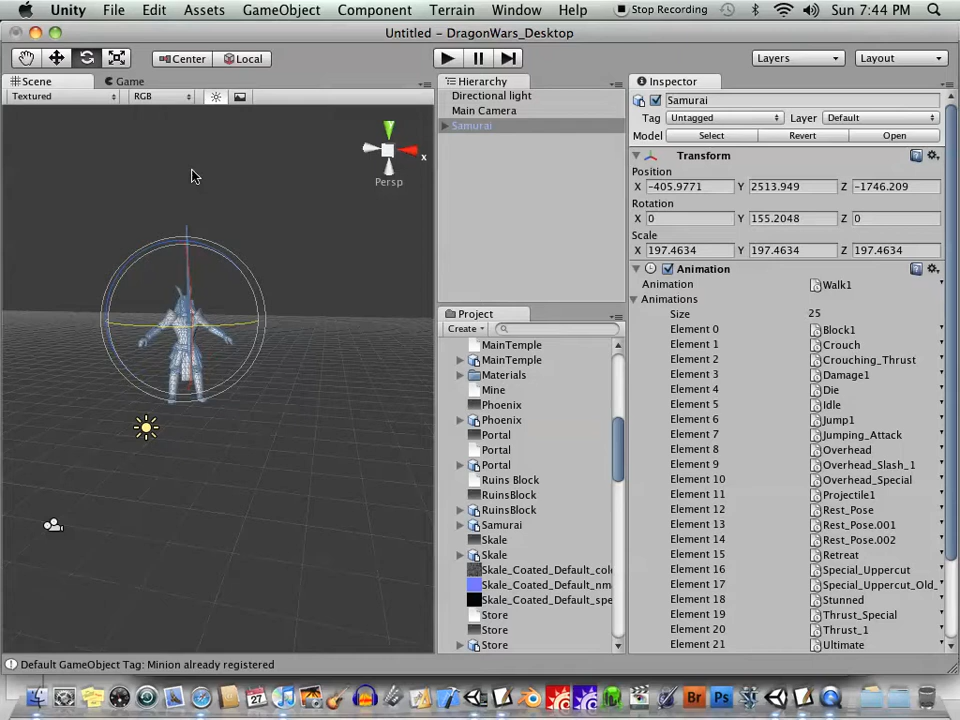 Unity File Edit Assets GameObject Component Terrain Window Help Stop Recording Sun 7:44 PM
Untitled - DragonWars_Desktop
Center Local Layers Layout
Scene Game
Textured RGB
x
Persp
Hierarchy
Directional light
Main Camera
Samurai
Project
Create
MainTemple
MainTemple
Materials
Mine
Phoenix
Phoenix
Portal
Portal
Portal
Ruins Block
RuinsBlock
RuinsBlock
Samurai
Skale
Skale
Skale_Coated_Default_col
Skale_Coated_Default_nm
Skale_Coated_Default_spe
Store
Store
Store
Inspector
Samurai
Tag Untagged Layer Default
Model Select Revert Open
Transform
Position
X -405.9771 Y 2513.949 Z -1746.209
Rotation
X 0 Y 155.2048 Z 0
Scale
X 197.4634 Y 197.4634 Z 197.4634
Animation
Animation Walk1
Animations
Size 25
Element 0 Block1
Element 1 Crouch
Element 2 Crouching_Thrust
Element 3 Damage1
Element 4 Die
Element 5 Idle
Element 6 Jump1
Element 7 Jumping_Attack
Element 8 Overhead
Element 9 Overhead_Slash_1
Element 10 Overhead_Special
Element 11 Projectile1
Element 12 Rest_Pose
Element 13 Rest_Pose.001
Element 14 Rest_Pose.002
Element 15 Retreat
Element 16 Special_Uppercut
Element 17 Special_Uppercut_Old_
Element 18 Stunned
Element 19 Thrust_Special
Element 20 Thrust_1
Element 21 Ultimate
Default GameObject Tag: Minion already registered
27 Br Ps